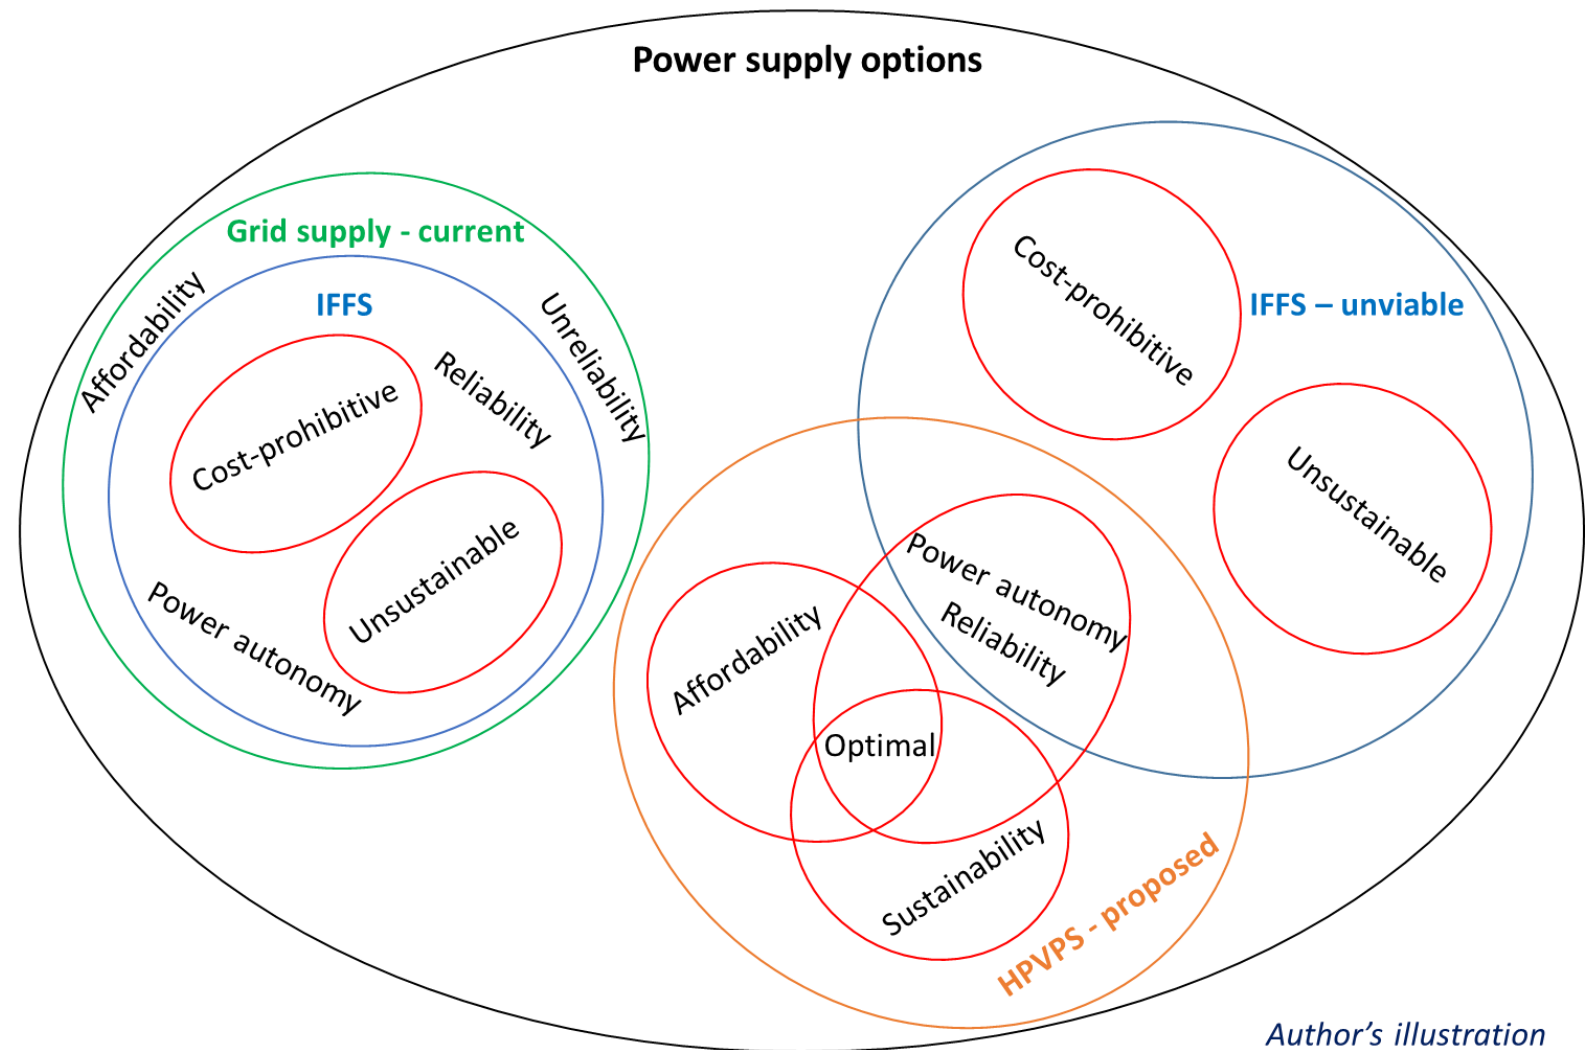 Power supply options
Grid supply - current
Affordability
IFFS
Unreliability
Reliability
Cost-prohibitive
Unsustainable
Power autonomy
Cost-prohibitive
IFFS – unviable
Unsustainable
Power autonomy
Reliability
Affordability
Optimal
Sustainability
HPVPS - proposed
Author’s illustration